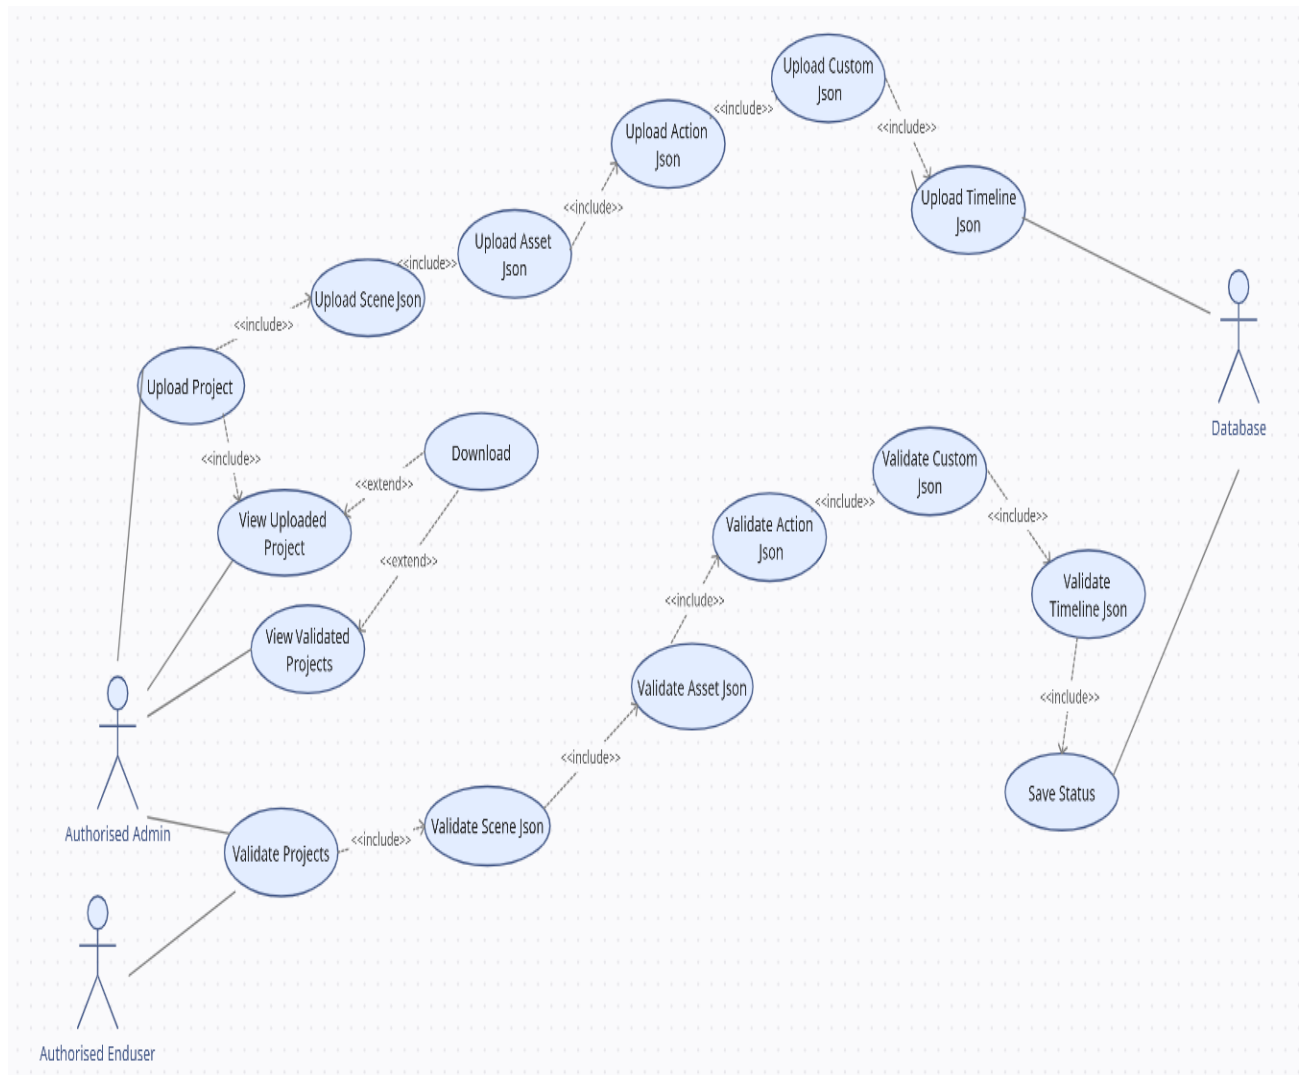 Upload Custom
Json
<<include>>
<<include>>
Upload Action
Json
Upload Timeline
Json
<<include>>
Upload Asset
Json
<<include>>
Upload Scene Json
<<include>>
Upload Project
Database
<<include>>
Download
<<extend>>
View Uploaded
Project
<<extend>>
View Validated
Projects
Validate Custom
Json
<<include>>
<<include>>
Validate Action
Json
Validate
Timeline Json
<<include>>
Validate Asset Json
<<include>>
<<include>>
Save Status
Validate Scene Json
<<include>>
Authorised Admin
Validate Projects
Authorised Enduser